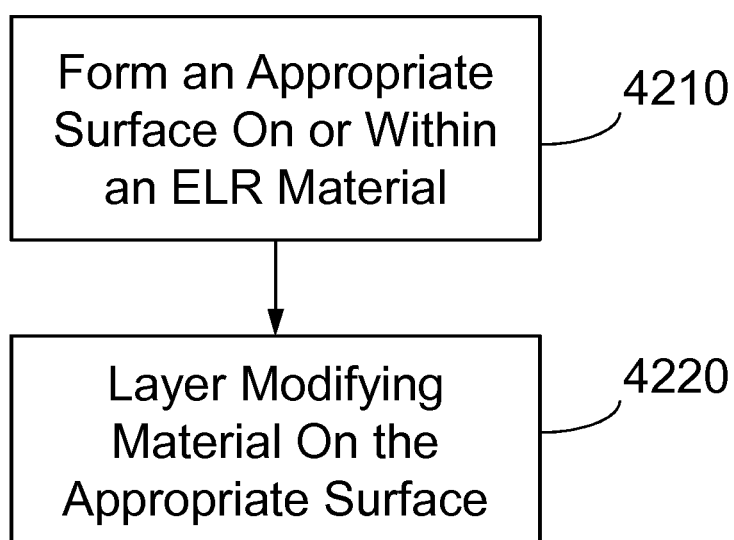 Form an Appropriate
Surface On or Within
an ELR Material
4210
Layer Modifying
Material On the
Appropriate Surface
4220